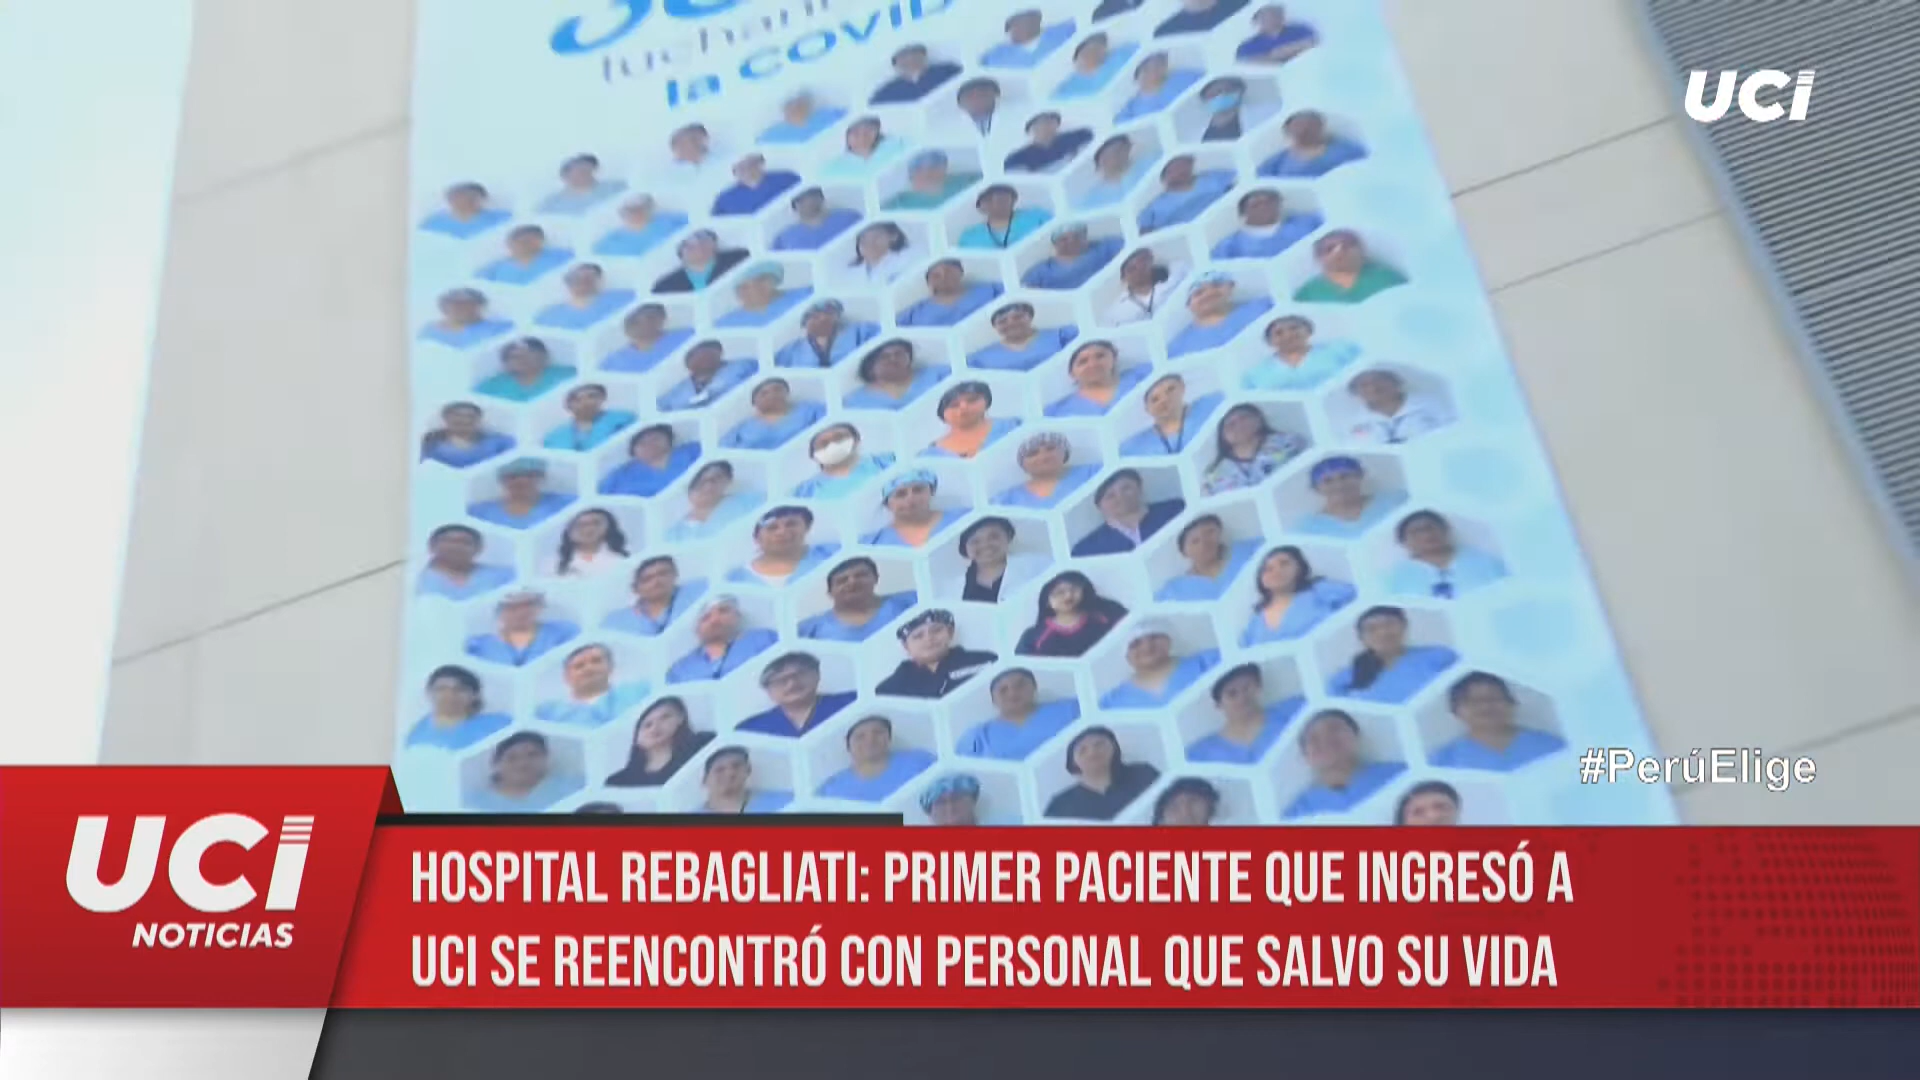 la COVID
UCI
#PerúElige
UCI
NOTICIAS
HOSPITAL REBAGLIATI: PRIMER PACIENTE QUE INGRESÓ A
UCI SE REENCONTRÓ CON PERSONAL QUE SALVO SU VIDA